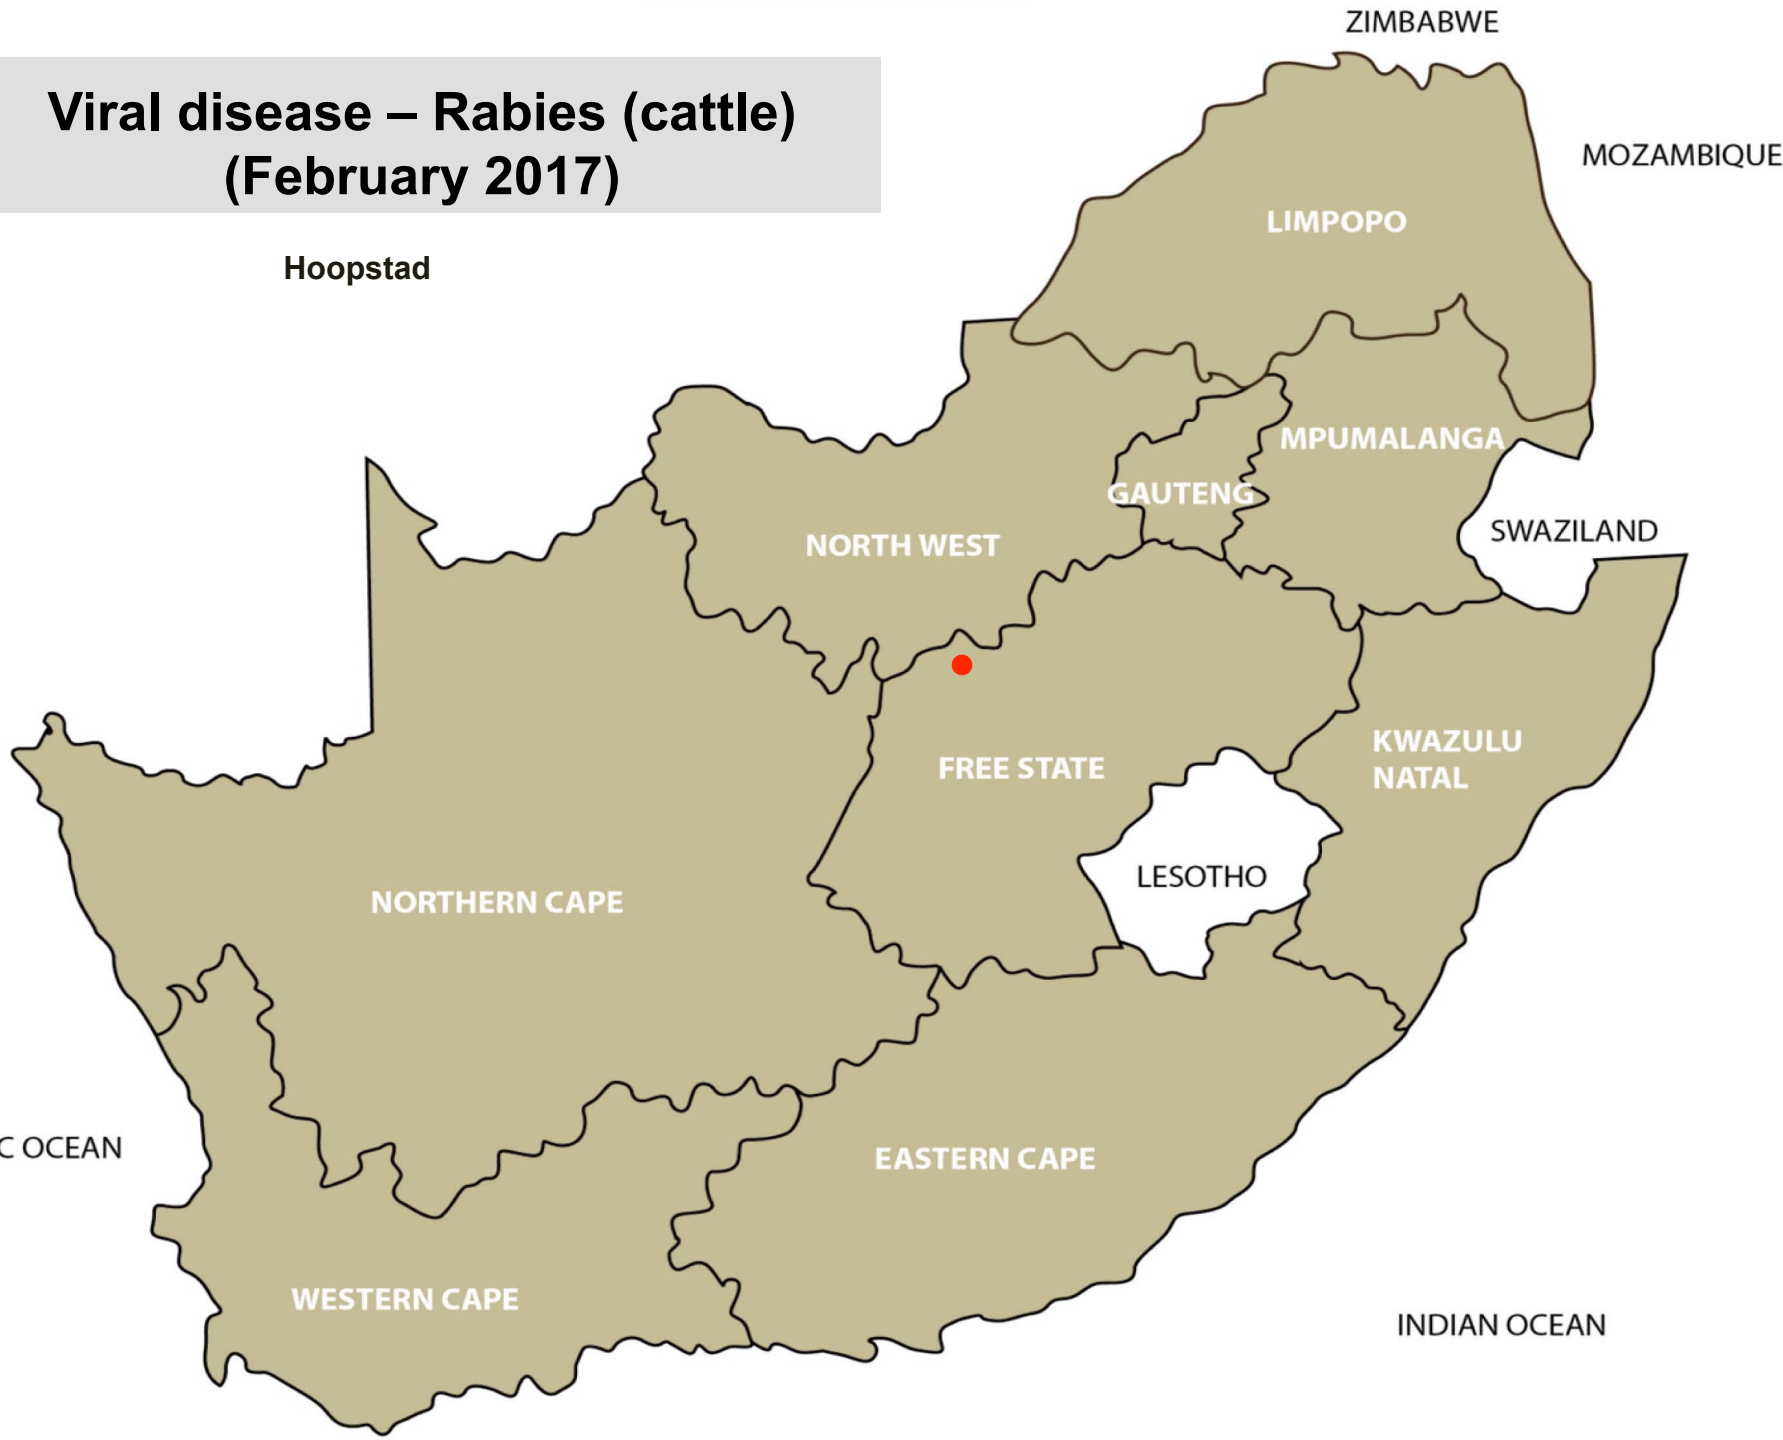 ZIMBABWE
Viral disease – Rabies (cattle)
(February 2017)
MOZAMBIQUE
LIMPOPO
Hoopstad
MPUMALANGA
GAUTENG
SWAZILAND
NORTH WEST
KWAZULU
NATAL
FREE STATE
LESOTHO
NORTHERN CAPE
C OCEAN
EASTERN CAPE
WESTERN CAPE
INDIAN OCEAN